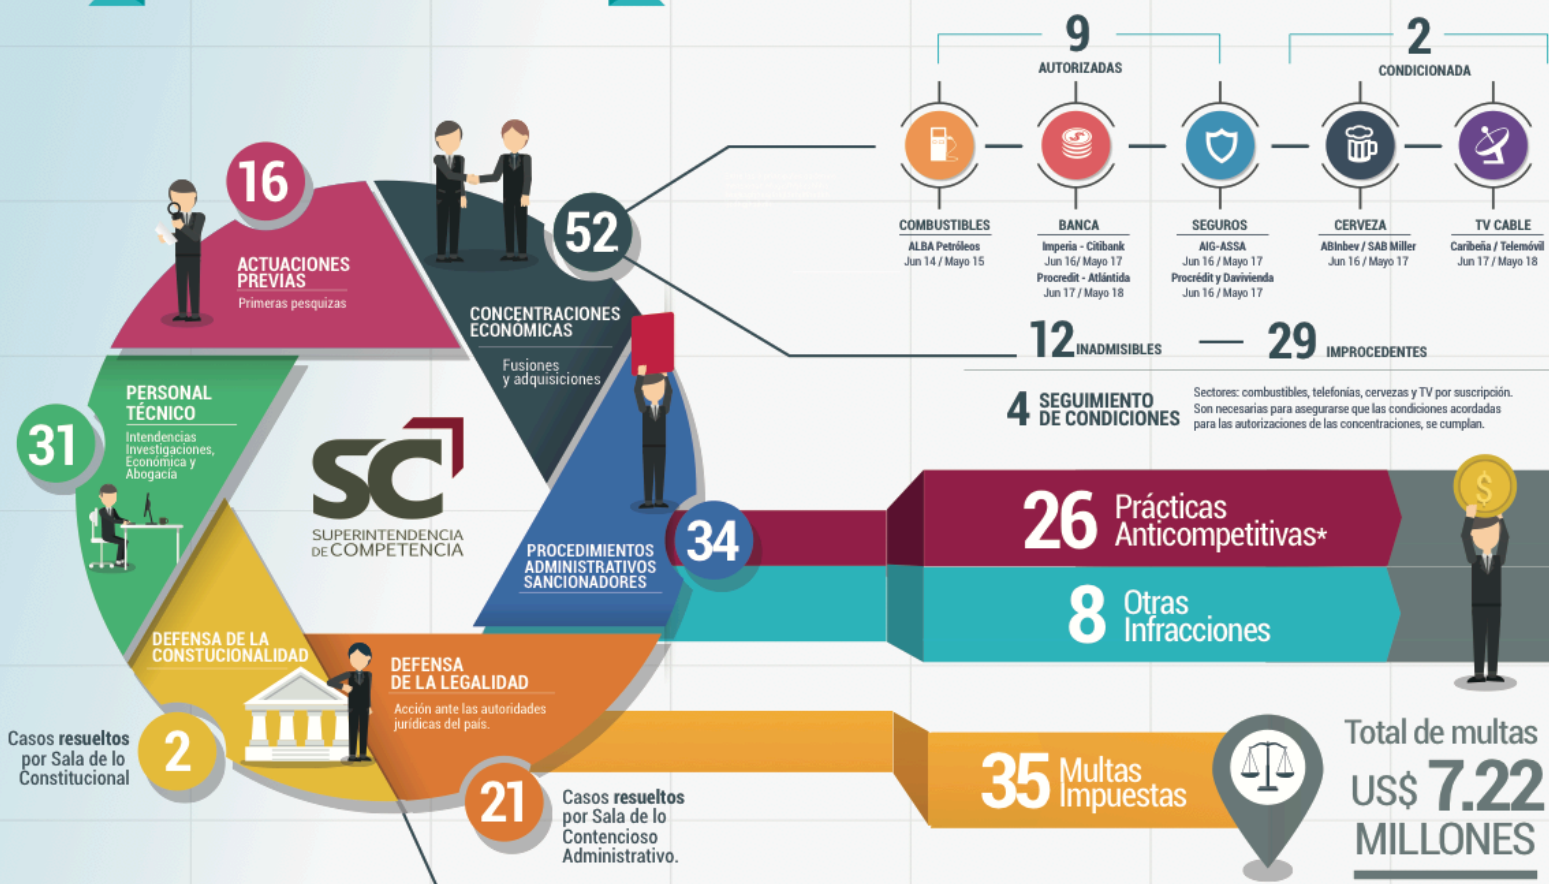 9
AUTORIZADAS
2
CONDICIONADA
COMBUSTIBLES
ALBA Petróleos
Jun 14 / Mayo 15
BANCA
Imperia - Citibank
Jun 16/ Mayo 17
Procredit - Atlántida
Jun 17 / Mayo 18
SEGUROS
AIG-ASSA
Jun 16 / Mayo 17
Procrédit y Davivienda
Jun 16 / Mayo 17
CERVEZA
ABInbev / SAB Miller
Jun 16 / Mayo 17
TV CABLE
Caribeña / Telemóvil
Jun 17 / Mayo 18
12 INADMISIBLES
29 IMPROCEDENTES
4 SEGUIMIENTO
DE CONDICIONES
Sectores: combustibles, telefonías, cervezas y TV por suscripción.
Son necesarias para asegurarse que las condiciones acordadas
para las autorizaciones de las concentraciones, se cumplan.
16
ACTUACIONES
PREVIAS
Primeras pesquizas
52
CONCENTRACIONES
ECONÓMICAS
Fusiones
y adquisiciones
31
PERSONAL
TÉCNICO
Intendencias
Investigaciones,
Económica y
Abogacía
SC
SUPERINTENDENCIA
DE COMPETENCIA
34
PROCEDIMIENTOS
ADMINISTRATIVOS
SANCIONADORES
26 Prácticas
Anticompetitivas*
8 Otras
Infracciones
$
DEFENSA DE LA
CONSTUCIONALIDAD
2
Casos resueltos
por Sala de lo
Constitucional
DEFENSA
DE LA LEGALIDAD
Acción ante las autoridades
jurídicas del país.
21
Casos resueltos
por Sala de lo
Contencioso
Administrativo.
35 Multas
Impuestas
Total de multas
US$ 7.22
MILLONES